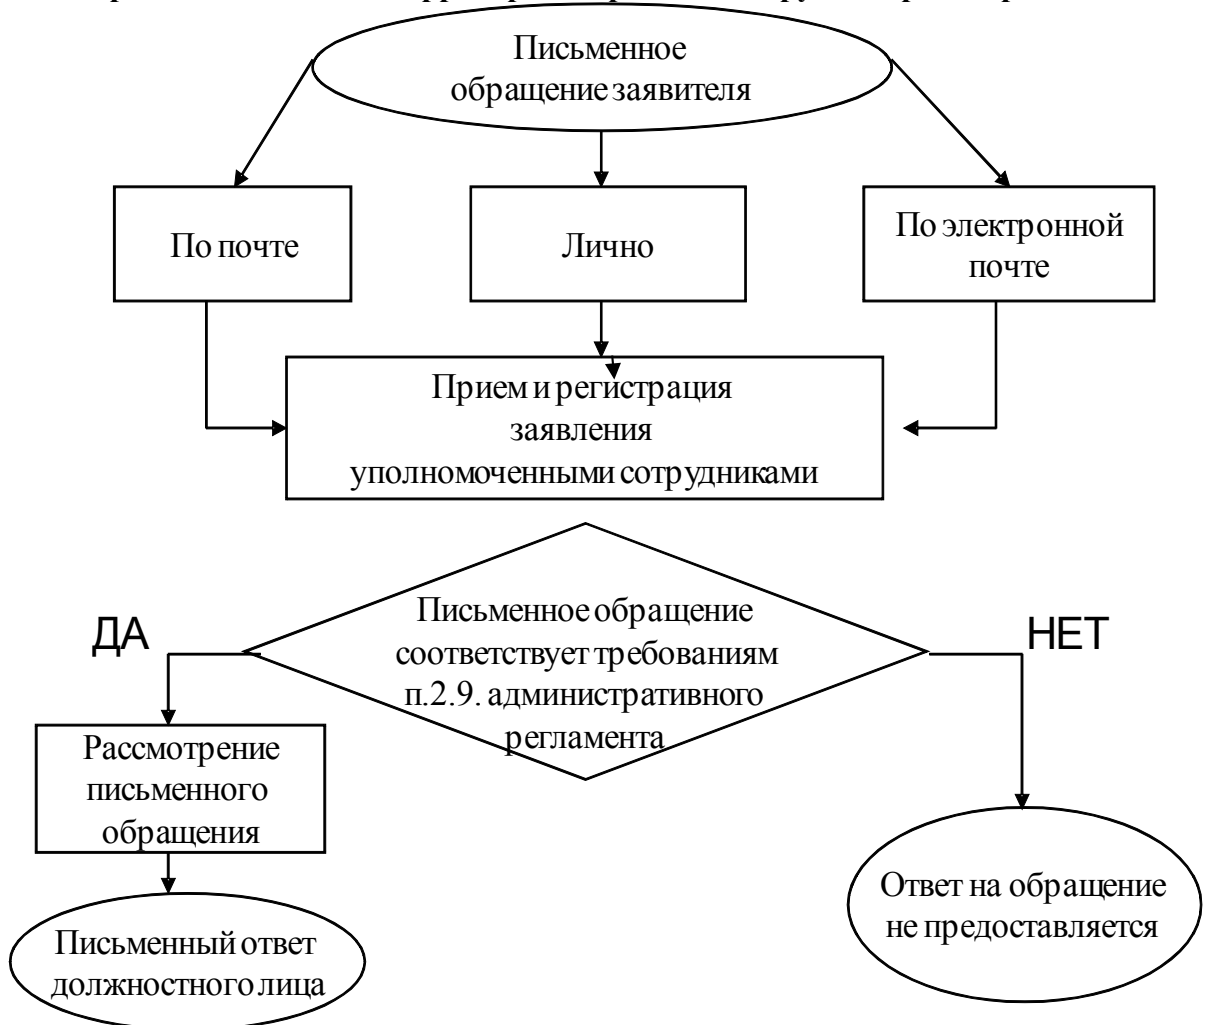 Письменное
обращение заявителя
По почте
Лично
По электронной
почте
Прием и регистрация
заявления
уполномоченными сотрудниками
Письменное обращение
соответствует требованиям
п.2.9. административного
регламента
ДА
НЕТ
Рассмотрение
письменного
обращения
Письменный ответ
должностного лица
Ответ на обращение
не предоставляется